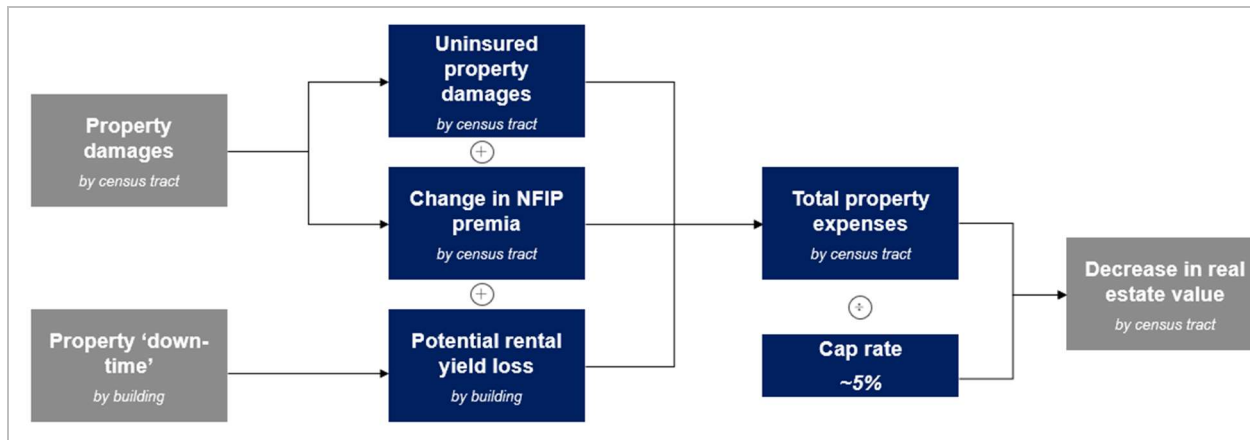 Property
damages
by census tract
Property ‘down-
time’
by building
Uninsured
property
damages
by census tract
+
Change in NFIP
premia
by census tract
+
Potential rental
yield loss
by building
Total property
expenses
by census tract
÷
Cap rate
~5%
Decrease in real
estate value
by census tract